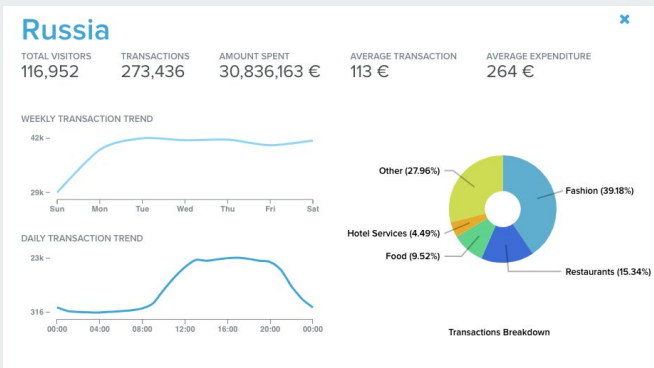 Russia
TOTAL VISITORS TRANSACTIONS AMOUNT SPENT AVERAGE TRANSACTION AVERAGE EXPENDITURE
116,952 273,436 30,836,163 € 113 € 264 €
WEEKLY TRANSACTION TREND
42k
29k
Sun Mon Tue Wed Thu Fri Sat
DAILY TRANSACTION TREND
23k
316
00:00 04:00 08:00 12:00 16:00 20:00 00:00
Other (27.96%)
Fashion (39.18%)
Hotel Services (4.49%)
Food (9.52%)
Restaurants (15.34%)
Transactions Breakdown